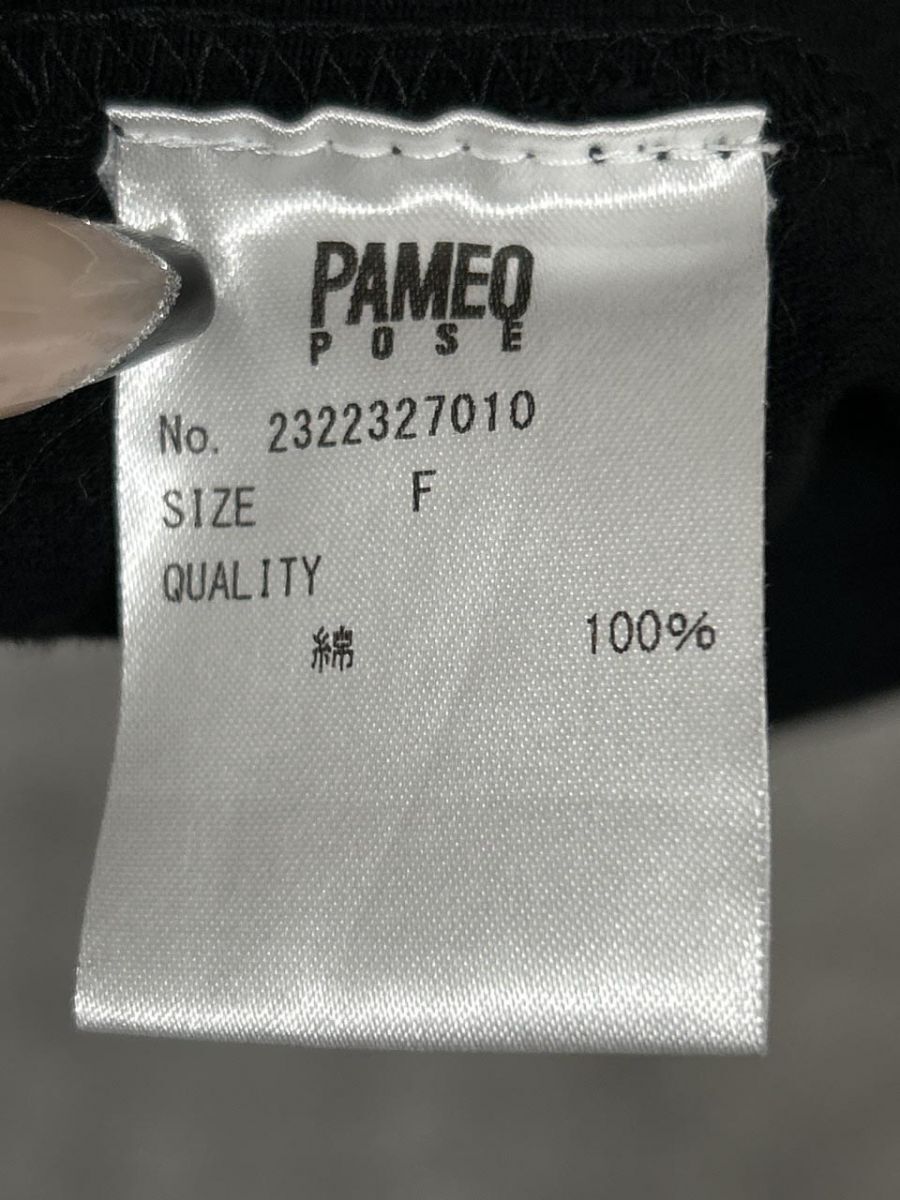 PAMEO
POSE
No. 2322327010
SIZE F
QUALITY
綿 100%